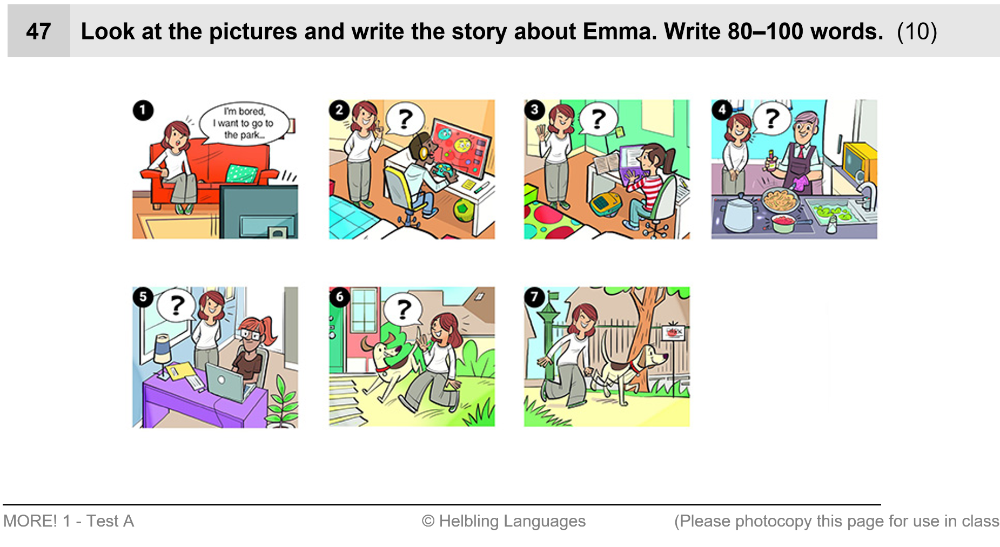 47 Look at the pictures and write the story about Emma. Write 80–100 words. (10)
1
I'm bored,
I want to go to
the park...
2
?
3
?
4
?
5
?
6
?
7
MORE! 1 - Test A © Helbling Languages (Please photocopy this page for use in class